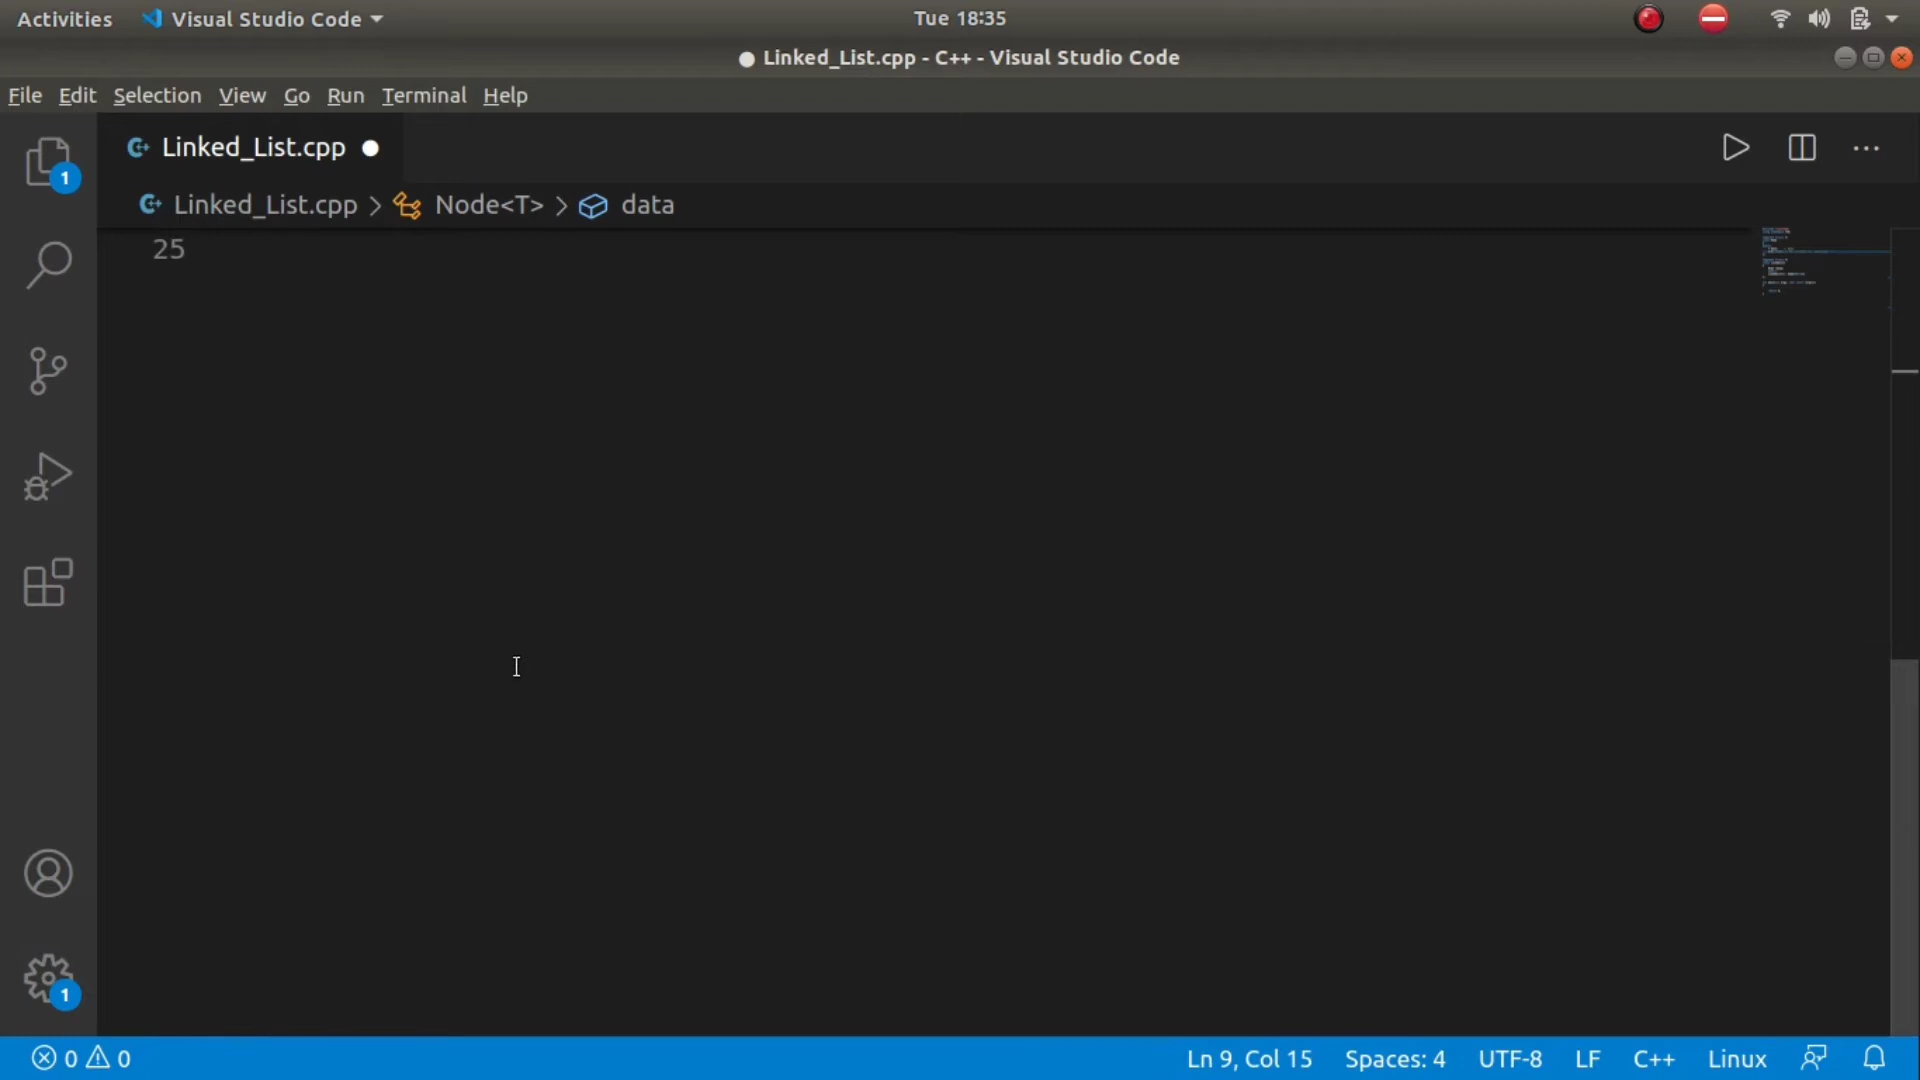 Activities Visual Studio Code Tue 18:35
Linked_List.cpp - C++ - Visual Studio Code
File Edit Selection View Go Run Terminal Help
Linked_List.cpp
Linked_List.cpp > Node<T> > data
1
25
1
0 0 Ln 9, Col 15 Spaces: 4 UTF-8 LF C++ Linux